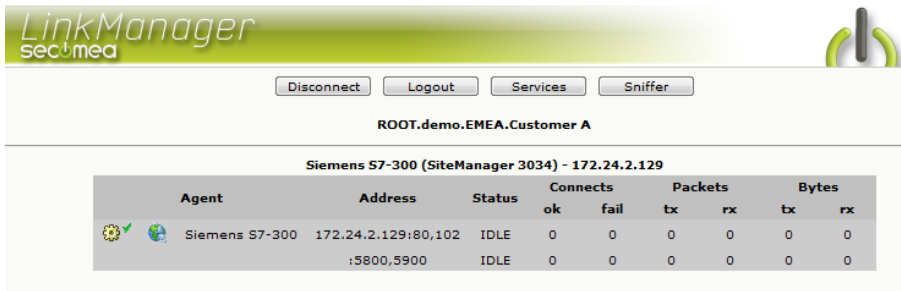 LinkManager
secomea
Disconnect Logout Services Sniffer
ROOT.demo.EMEA.Customer A
Siemens S7-300 (SiteManager 3034) - 172.24.2.129
Agent Address Status Connects Packets Bytes
ok fail tx rx tx rx
Siemens S7-300 172.24.2.129:80,102 IDLE 0 0 0 0 0 0
:5800,5900 IDLE 0 0 0 0 0 0